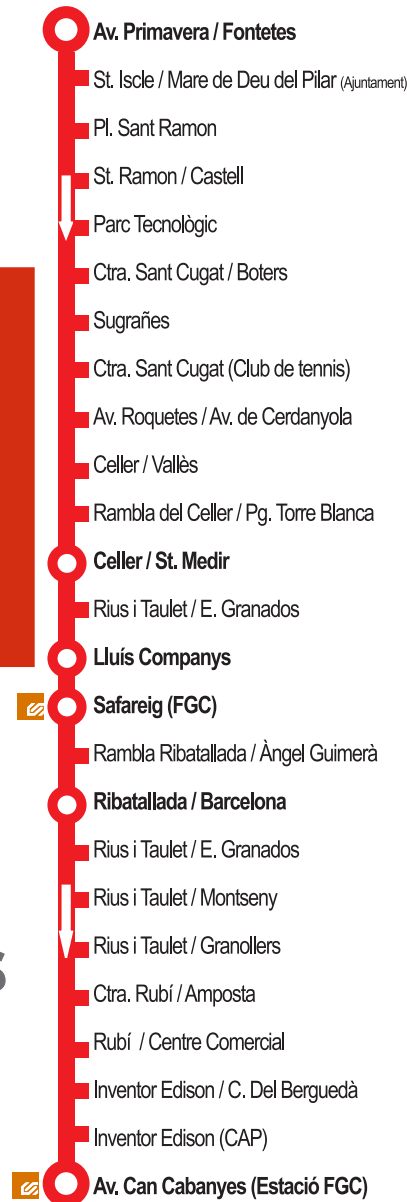 Av. Primavera / Fontetes
St. Iscle / Mare de Deu del Pilar (Ajuntament)
Pl. Sant Ramon
St. Ramon / Castell
Parc Tecnològic
Ctra. Sant Cugat / Boters
Sugrañes
Ctra. Sant Cugat (Club de tennis)
Av. Roquetes / Av. de Cerdanyola
Celler / Vallès
Rambla del Celler / Pg. Torre Blanca
Celler / St. Medir
Rius i Taulet / E. Granados
Lluís Companys
Safareig (FGC)
Rambla Ribatallada / Àngel Guimerà
Ribatallada / Barcelona
Rius i Taulet / E. Granados
Rius i Taulet / Montseny
Rius i Taulet / Granollers
S
Ctra. Rubí / Amposta
Rubí / Centre Comercial
Inventor Edison / C. Del Berguedà
Inventor Edison (CAP)
Av. Can Cabanyes (Estació FGC)